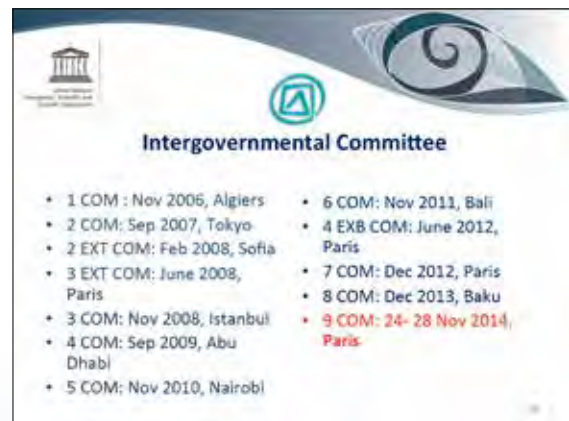 Intergovernmental Committee
• 1 COM : Nov 2006, Algiers
• 2 COM: Sep 2007, Tokyo
• 2 EXT COM: Feb 2008, Sofia
• 3 EXT COM: June 2008,
Paris
• 3 COM: Nov 2008, Istanbul
• 4 COM: Sep 2009, Abu
Dhabi
• 5 COM: Nov 2010, Nairobi
• 6 COM: Nov 2011, Bali
• 4 EXB COM: June 2012,
Paris
• 7 COM: Dec 2012, Paris
• 8 COM: Dec 2013, Baku
• 9 COM: 24- 28 Nov 2014,
Paris